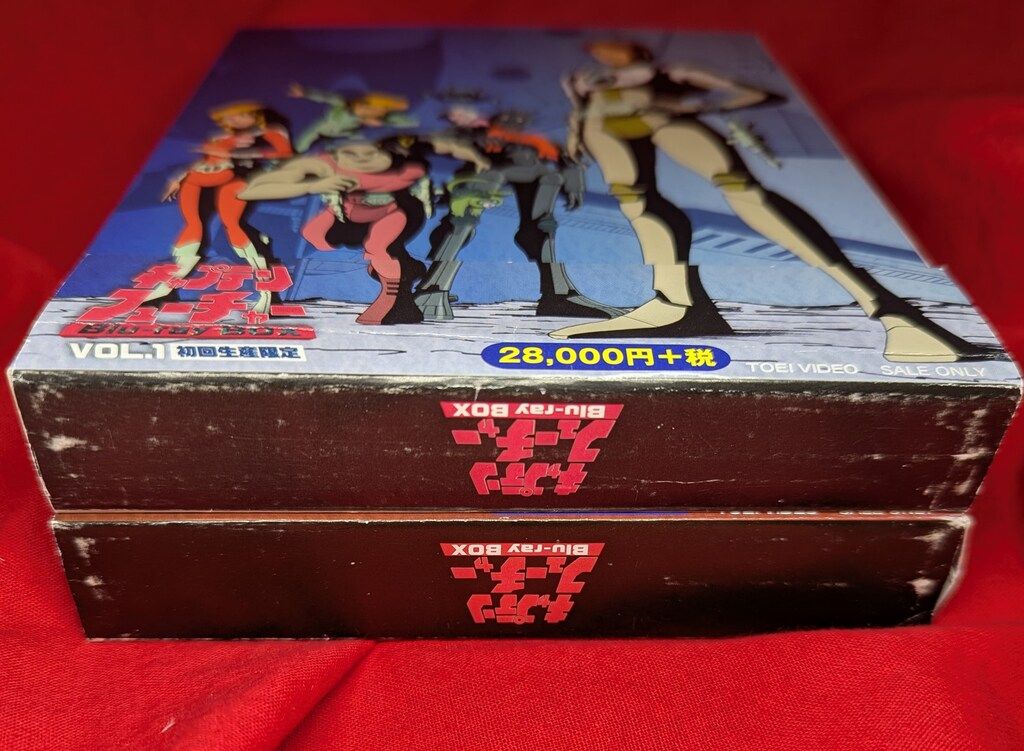 キャプテン
フューチャー
Blu-ray BOX
VOL.1 初回生産限定
28,000円+税
TOEI VIDEO SALE ONLY
キャプテン
フューチャー
Blu-ray BOX
キャプテン
フューチャー
Blu-ray BOX